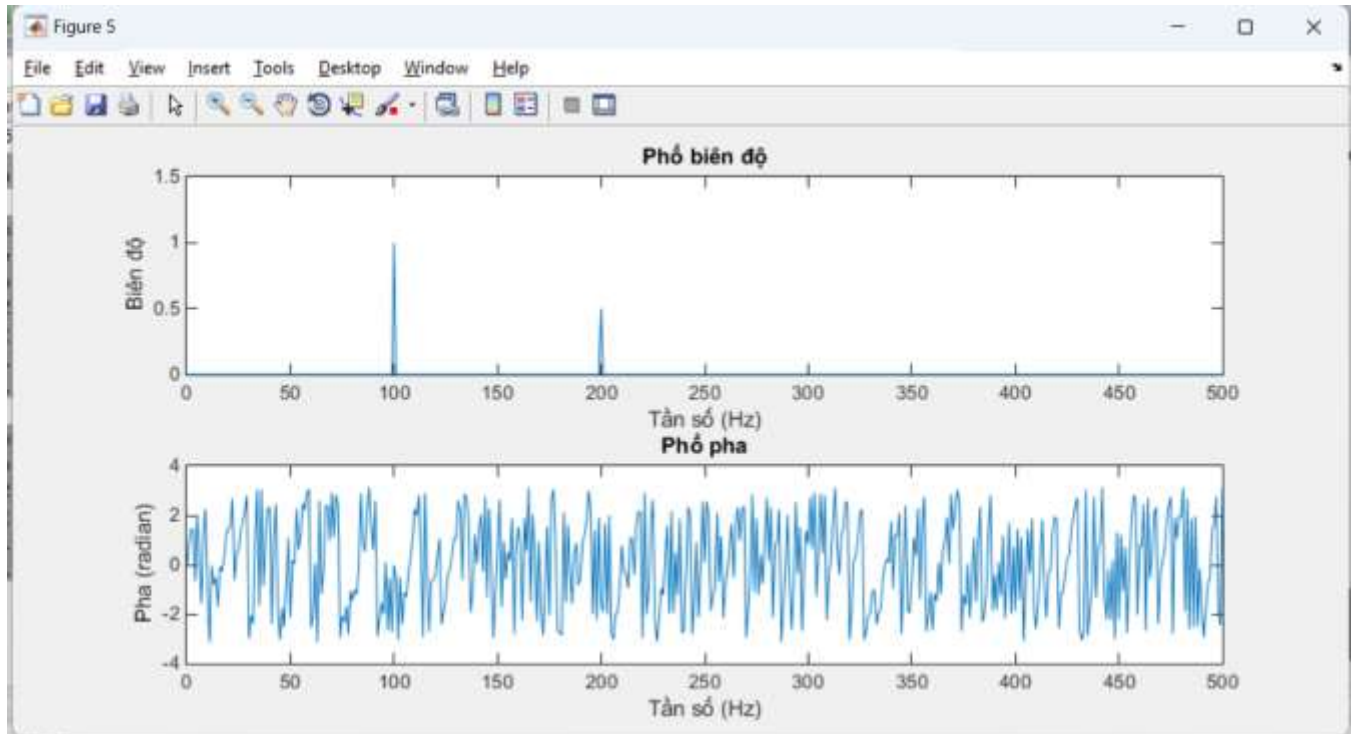 Figure 5
File Edit View Insert Tools Desktop Window Help
Phổ biên độ
1.5
1
0.5
0
Biên độ
0 50 100 150 200 250 300 350 400 450 500
Tần số (Hz)
Phổ pha
4
2
0
-2
-4
Pha (radian)
0 50 100 150 200 250 300 350 400 450 500
Tần số (Hz)